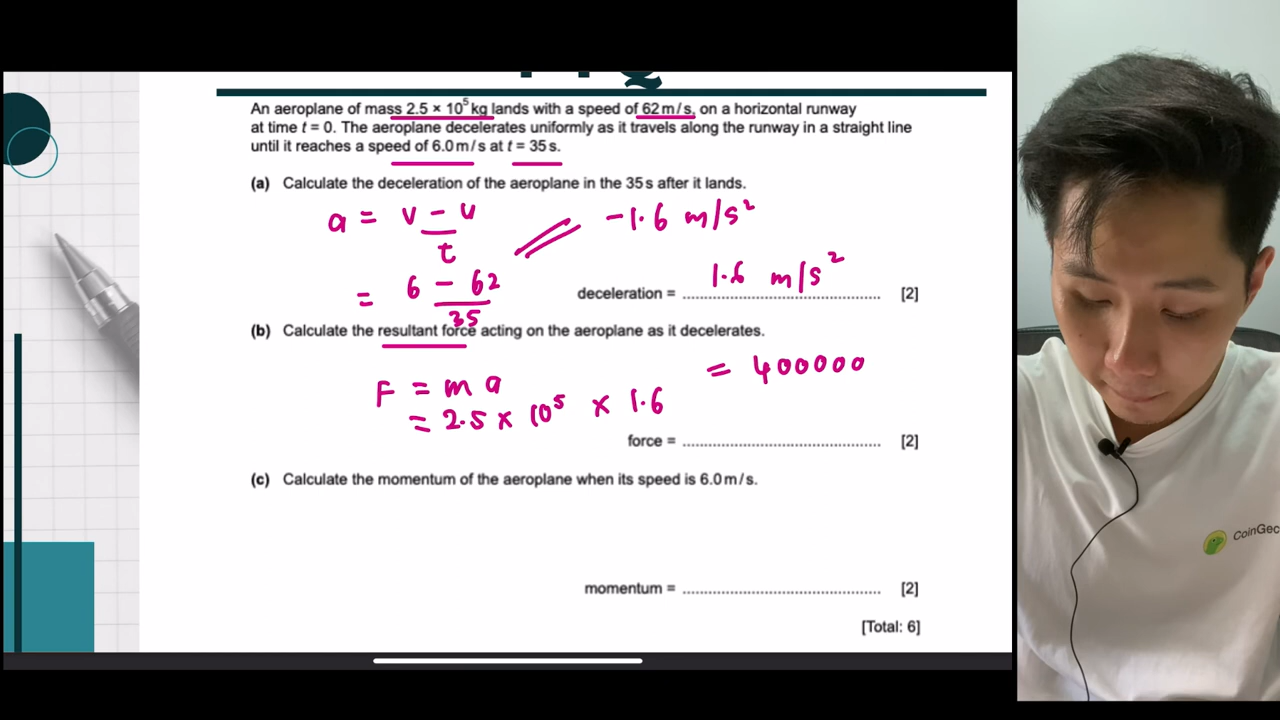 An aeroplane of mass 2.5 × 10⁵ kg lands with a speed of 62 m/s, on a horizontal runway
at time t = 0. The aeroplane decelerates uniformly as it travels along the runway in a straight line
until it reaches a speed of 6.0 m/s at t = 35 s.
(a) Calculate the deceleration of the aeroplane in the 35 s after it lands.
a = v - u / t
= 6 - 62 / 35
-1.6 m/s²
1.6 m/s²
deceleration = .......................................... [2]
(b) Calculate the resultant force acting on the aeroplane as it decelerates.
F = m a
= 2.5 × 10⁵ × 1.6
= 400000
force = .......................................... [2]
(c) Calculate the momentum of the aeroplane when its speed is 6.0 m/s.
momentum = .......................................... [2]
[Total: 6]
CoinGec